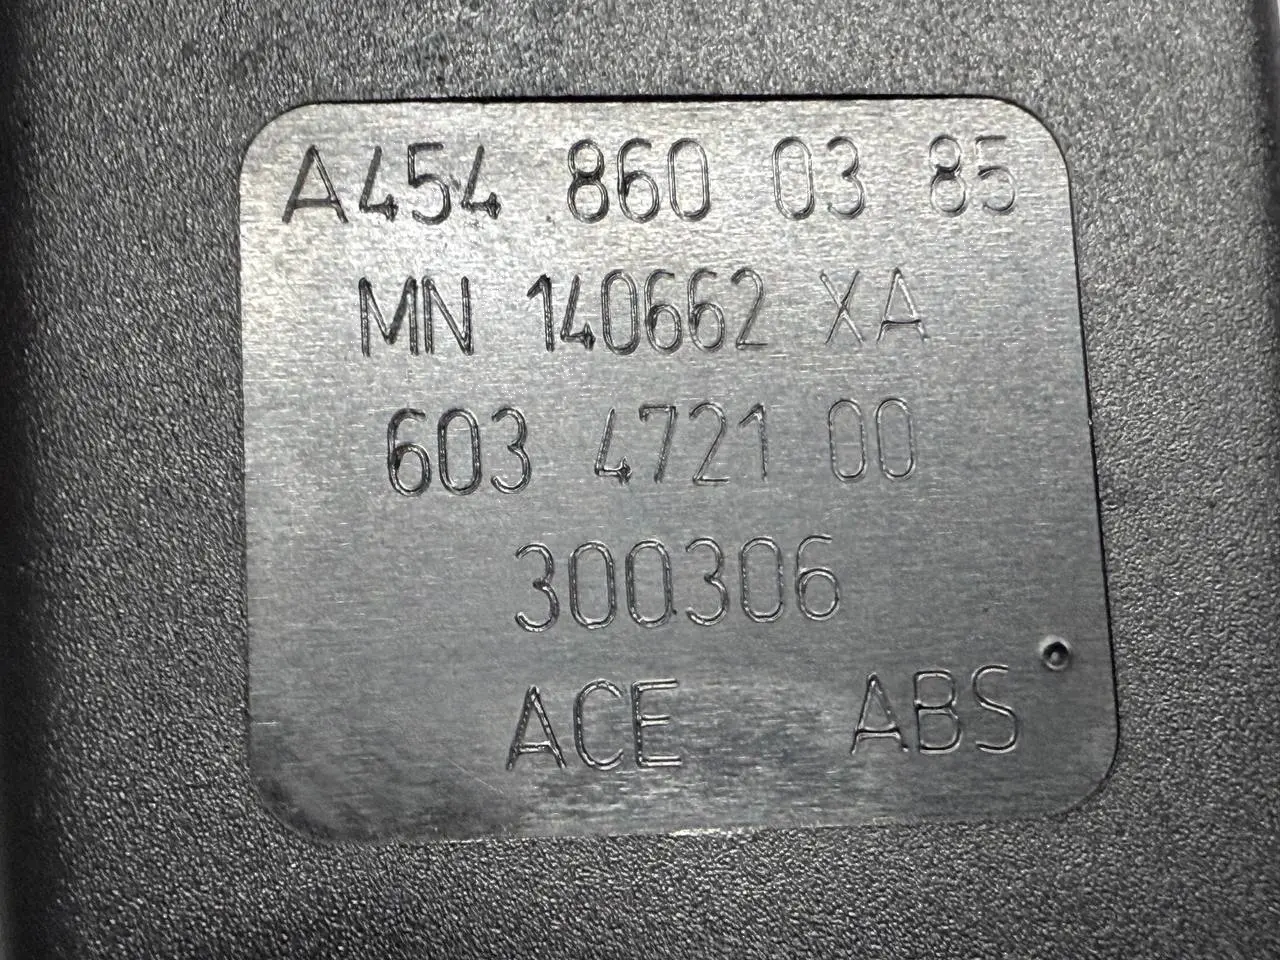 A454 860 03 85
MN 140662 XA
603 4721 00
300306
ACE ABS